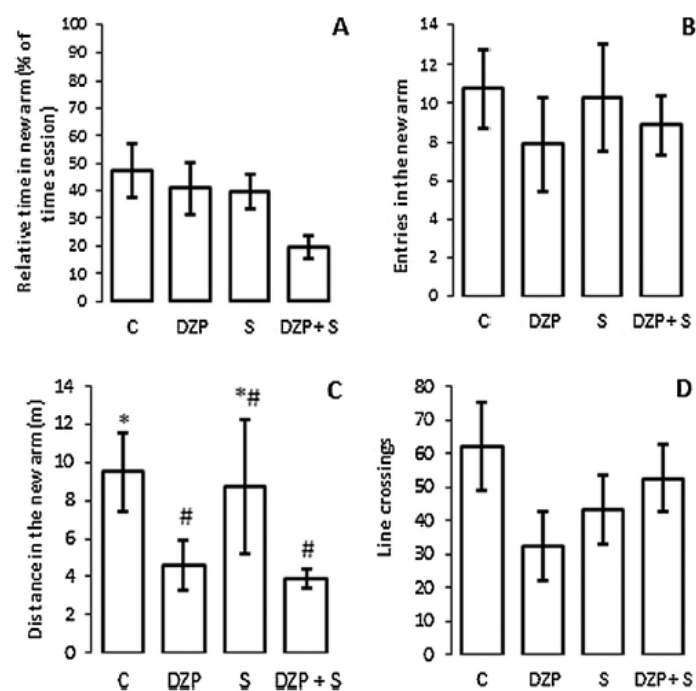 A
Relative time in new arm (% of
time session)
100
90
80
70
60
50
40
30
20
10
0
C DZP S DZP + S
B
Entries in the new arm
14
12
10
8
6
4
2
0
C DZP S DZP + S
C
Distance in the new arm (m)
14
12
10
8
6
4
2
0
* # *# #
C DZP S DZP + S
D
Line crossings
80
70
60
50
40
30
20
10
0
C DZP S DZP + S